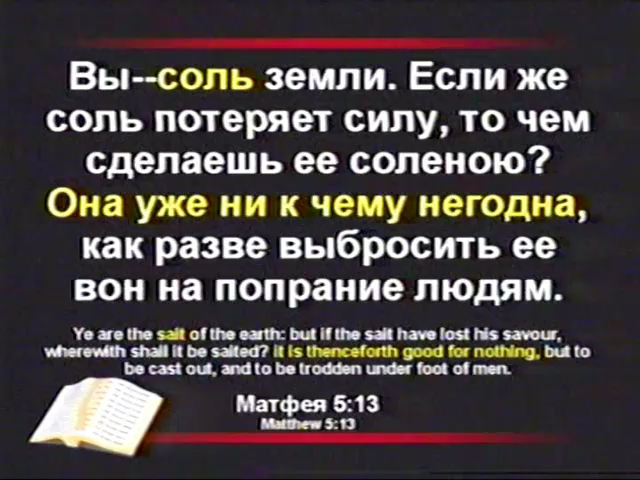 Вы--соль земли. Если же
соль потеряет силу, то чем
сделаешь ее соленою?
Она уже ни к чему негодна,
как разве выбросить ее
вон на попрание людям.
Ye are the salt of the earth: but if the salt have lost his savour,
wherewith shall it be salted? it is thenceforth good for nothing, but to
be cast out, and to be trodden under foot of men.
Матфея 5:13
Matthew 5:13